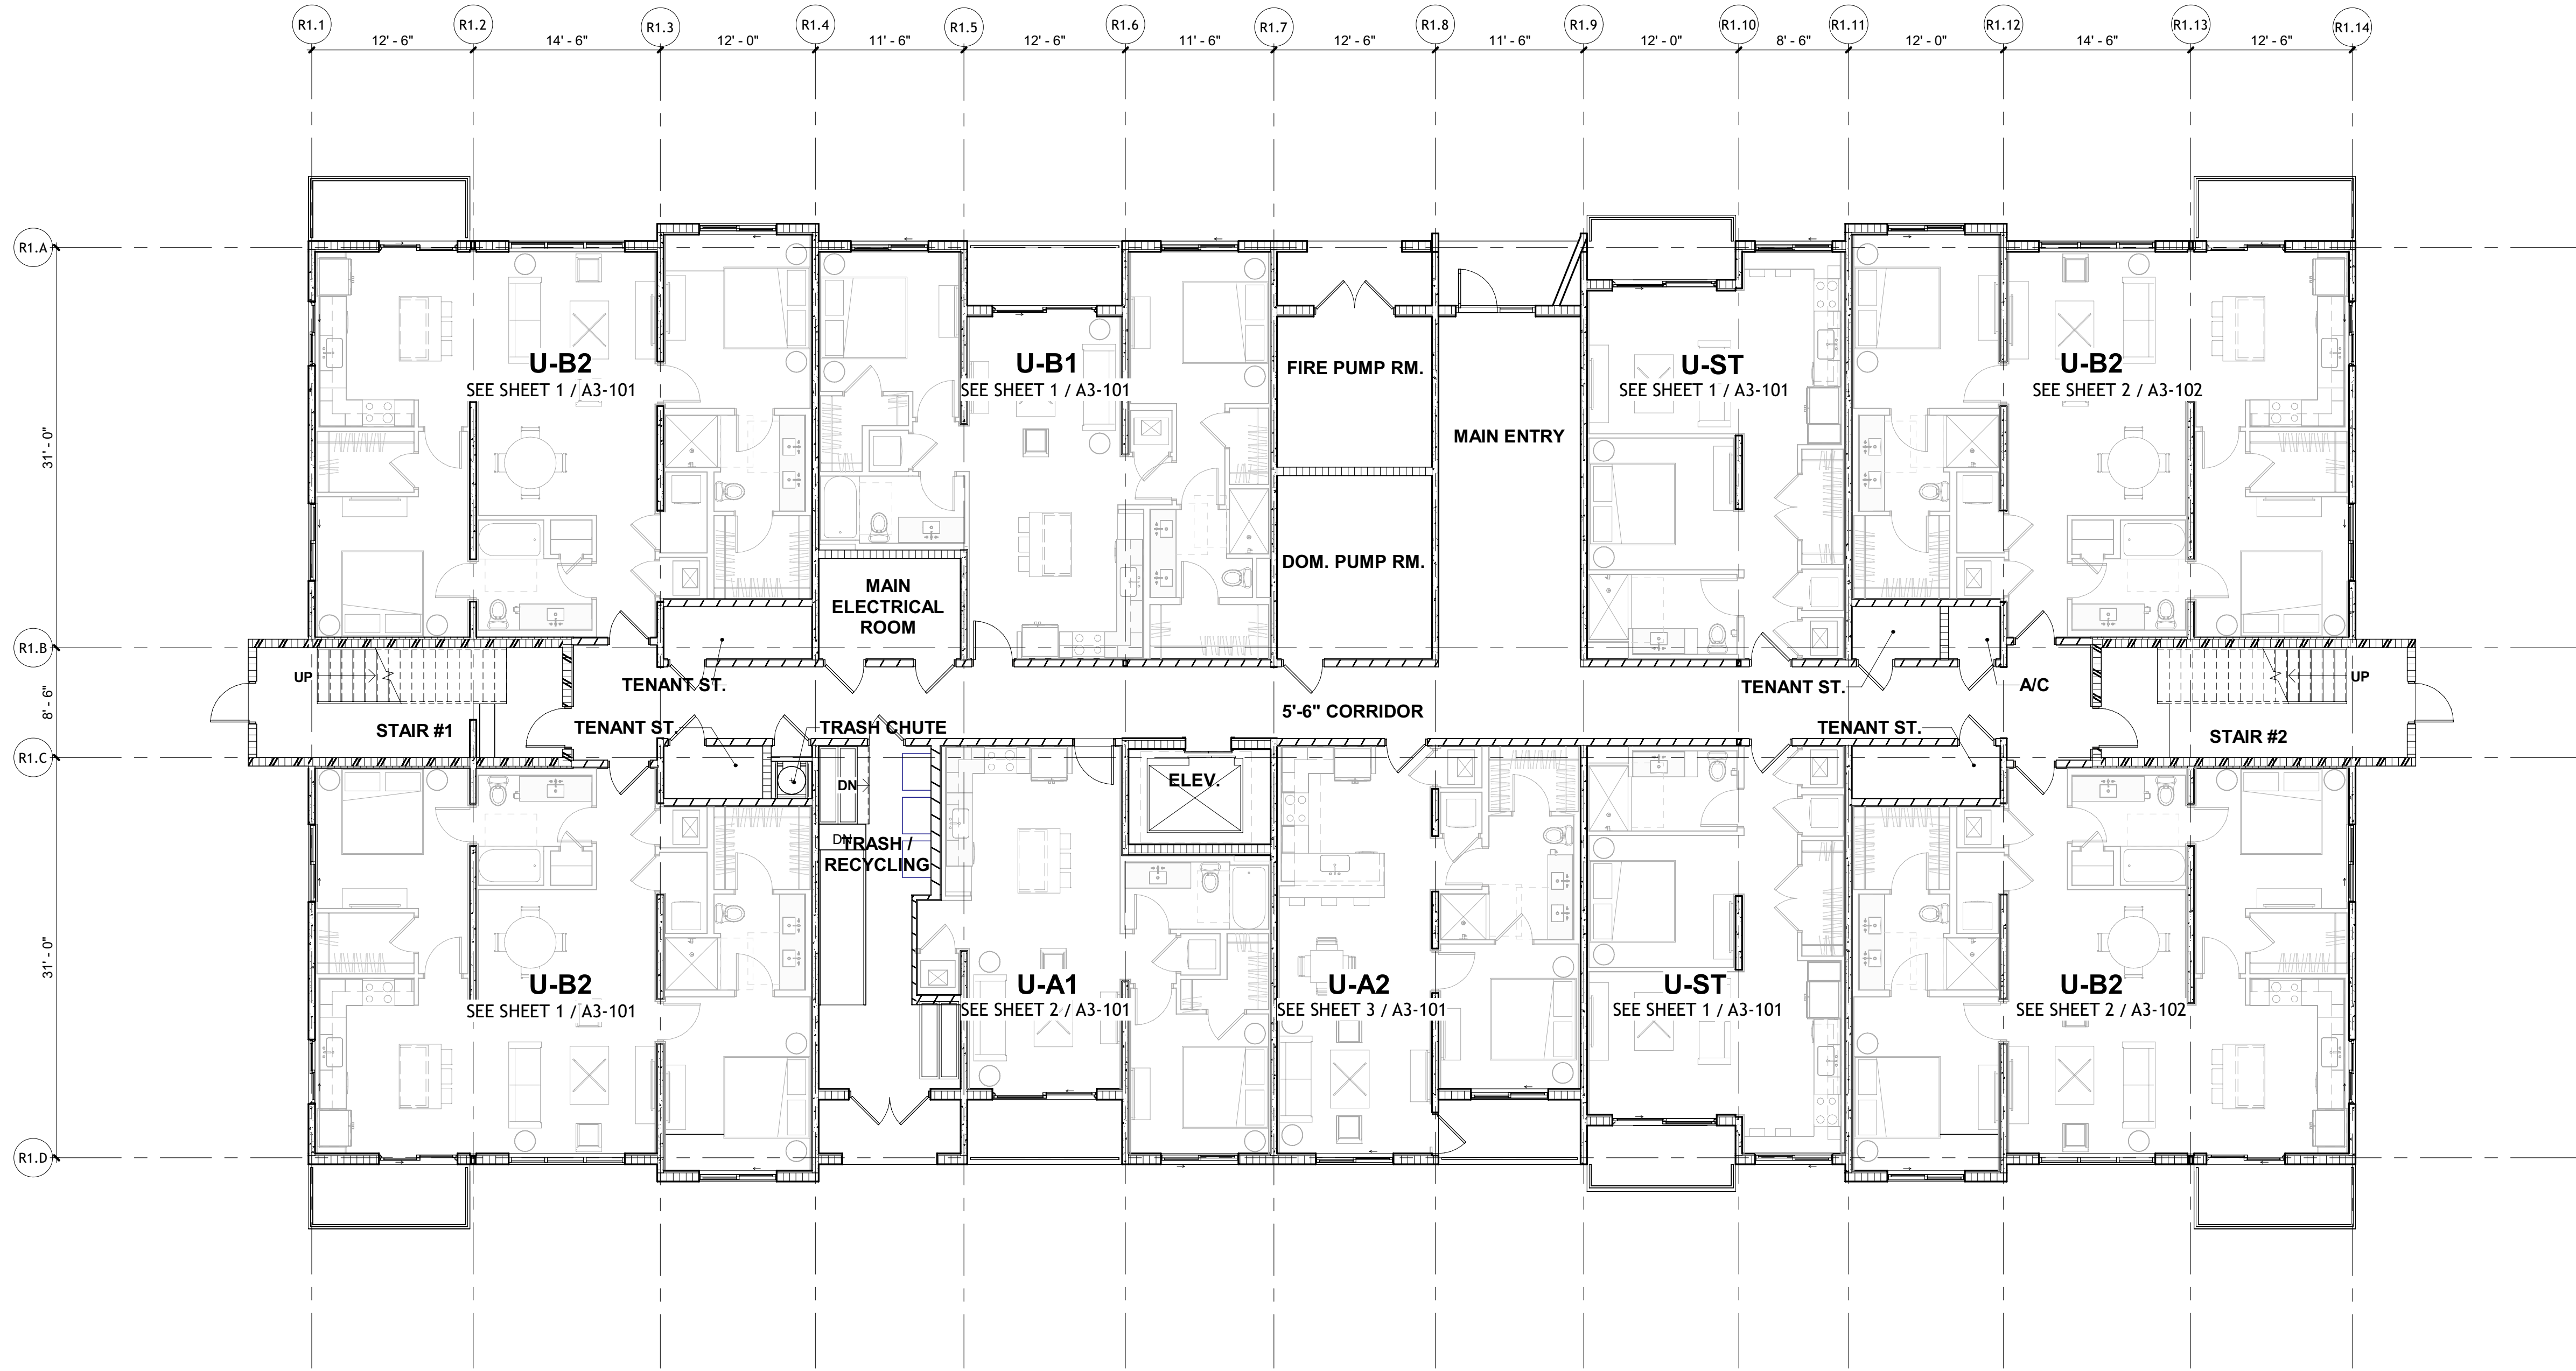 R1.1 R1.2 R1.3 R1.4 R1.5 R1.6 R1.7 R1.8 R1.9 R1.10 R1.11 R1.12 R1.13 R1.14
12' - 6" 14' - 6" 12' - 0" 11' - 6" 12' - 6" 11' - 6" 12' - 6" 11' - 6" 12' - 0" 8' - 6" 12' - 0" 14' - 6" 12' - 6"
R1.A
31' - 0"
R1.B
8' - 6"
R1.C
31' - 0"
R1.D
U-B2
SEE SHEET 1 / A3-101
U-B1
SEE SHEET 1 / A3-101
FIRE PUMP RM.
MAIN ENTRY
U-ST
SEE SHEET 1 / A3-101
U-B2
SEE SHEET 2 / A3-102
DOM. PUMP RM.
MAIN
ELECTRICAL
ROOM
UP
STAIR #1
TENANT ST.
TENANT ST.
TRASH CHUTE
5'-6" CORRIDOR
TENANT ST.
A/C
TENANT ST.
UP
STAIR #2
DN
DN
TRASH /
RECYCLING
ELEV.
U-B2
SEE SHEET 1 / A3-101
U-A1
SEE SHEET 2 / A3-101
U-A2
SEE SHEET 3 / A3-101
U-ST
SEE SHEET 1 / A3-101
U-B2
SEE SHEET 2 / A3-102